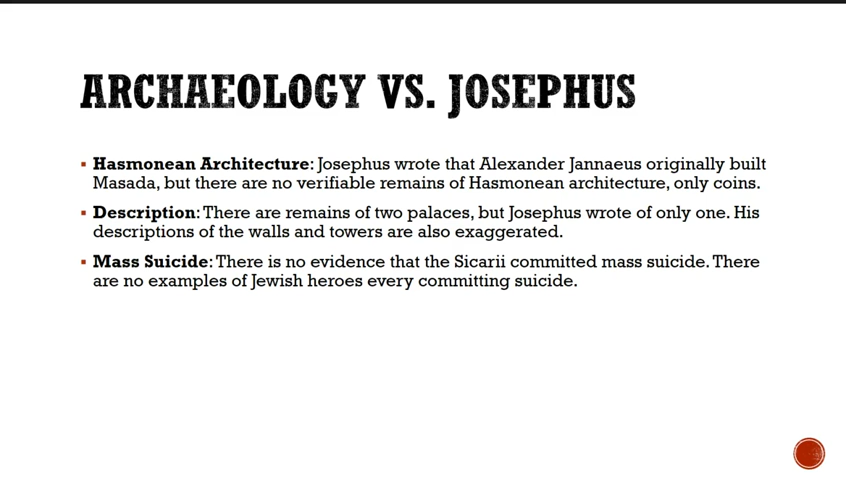 ARCHAEOLOGY VS. JOSEPHUS
▪ Hasmonean Architecture: Josephus wrote that Alexander Jannaeus originally built
Masada, but there are no verifiable remains of Hasmonean architecture, only coins.
▪ Description: There are remains of two palaces, but Josephus wrote of only one. His
descriptions of the walls and towers are also exaggerated.
▪ Mass Suicide: There is no evidence that the Sicarii committed mass suicide. There
are no examples of Jewish heroes every committing suicide.